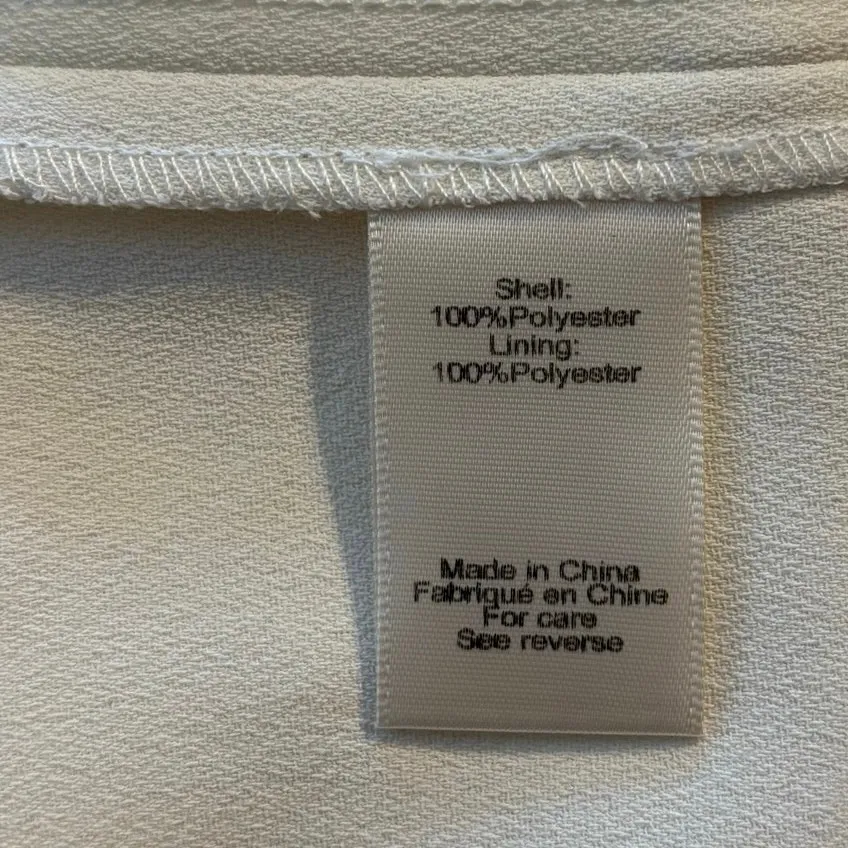 Shell:
100%Polyester
Lining:
100%Polyester
Made in China
Fabriqué en Chine
For care
See reverse